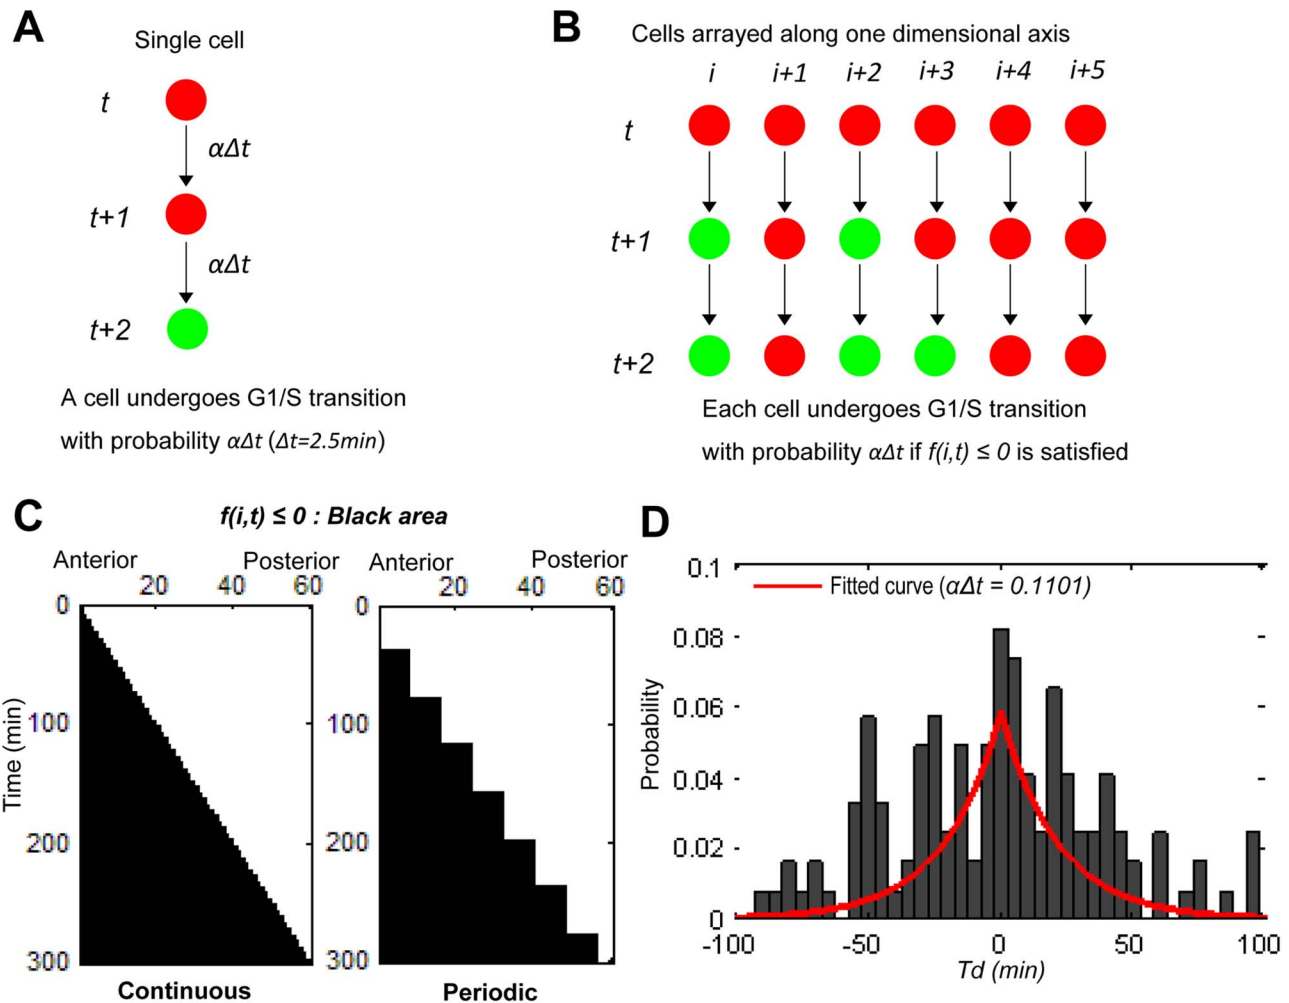 A
Single cell
t
αΔt
t+1
αΔt
t+2
A cell undergoes G1/S transition
with probability αΔt (Δt=2.5min)
B
Cells arrayed along one dimensional axis
i i+1 i+2 i+3 i+4 i+5
t
t+1
t+2
Each cell undergoes G1/S transition
with probability αΔt if f(i,t) ≤ 0 is satisfied
C
f(i,t) ≤ 0 : Black area
Anterior Posterior
20 40 60
0
100
200
300
Time (min)
Continuous
Anterior Posterior
20 40 60
0
100
200
300
Periodic
D
Fitted curve (αΔt = 0.1101)
0.1
0.08
0.06
0.04
0.02
0
Probability
-100 -50 0 50 100
Td (min)